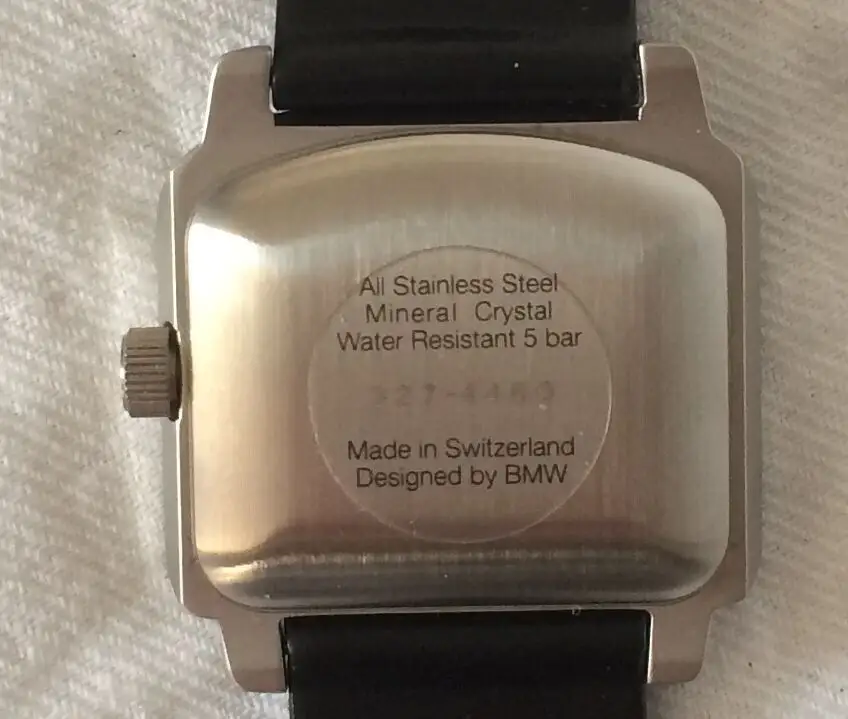 All Stainless Steel
Mineral Crystal
Water Resistant 5 bar
Made in Switzerland
Designed by BMW